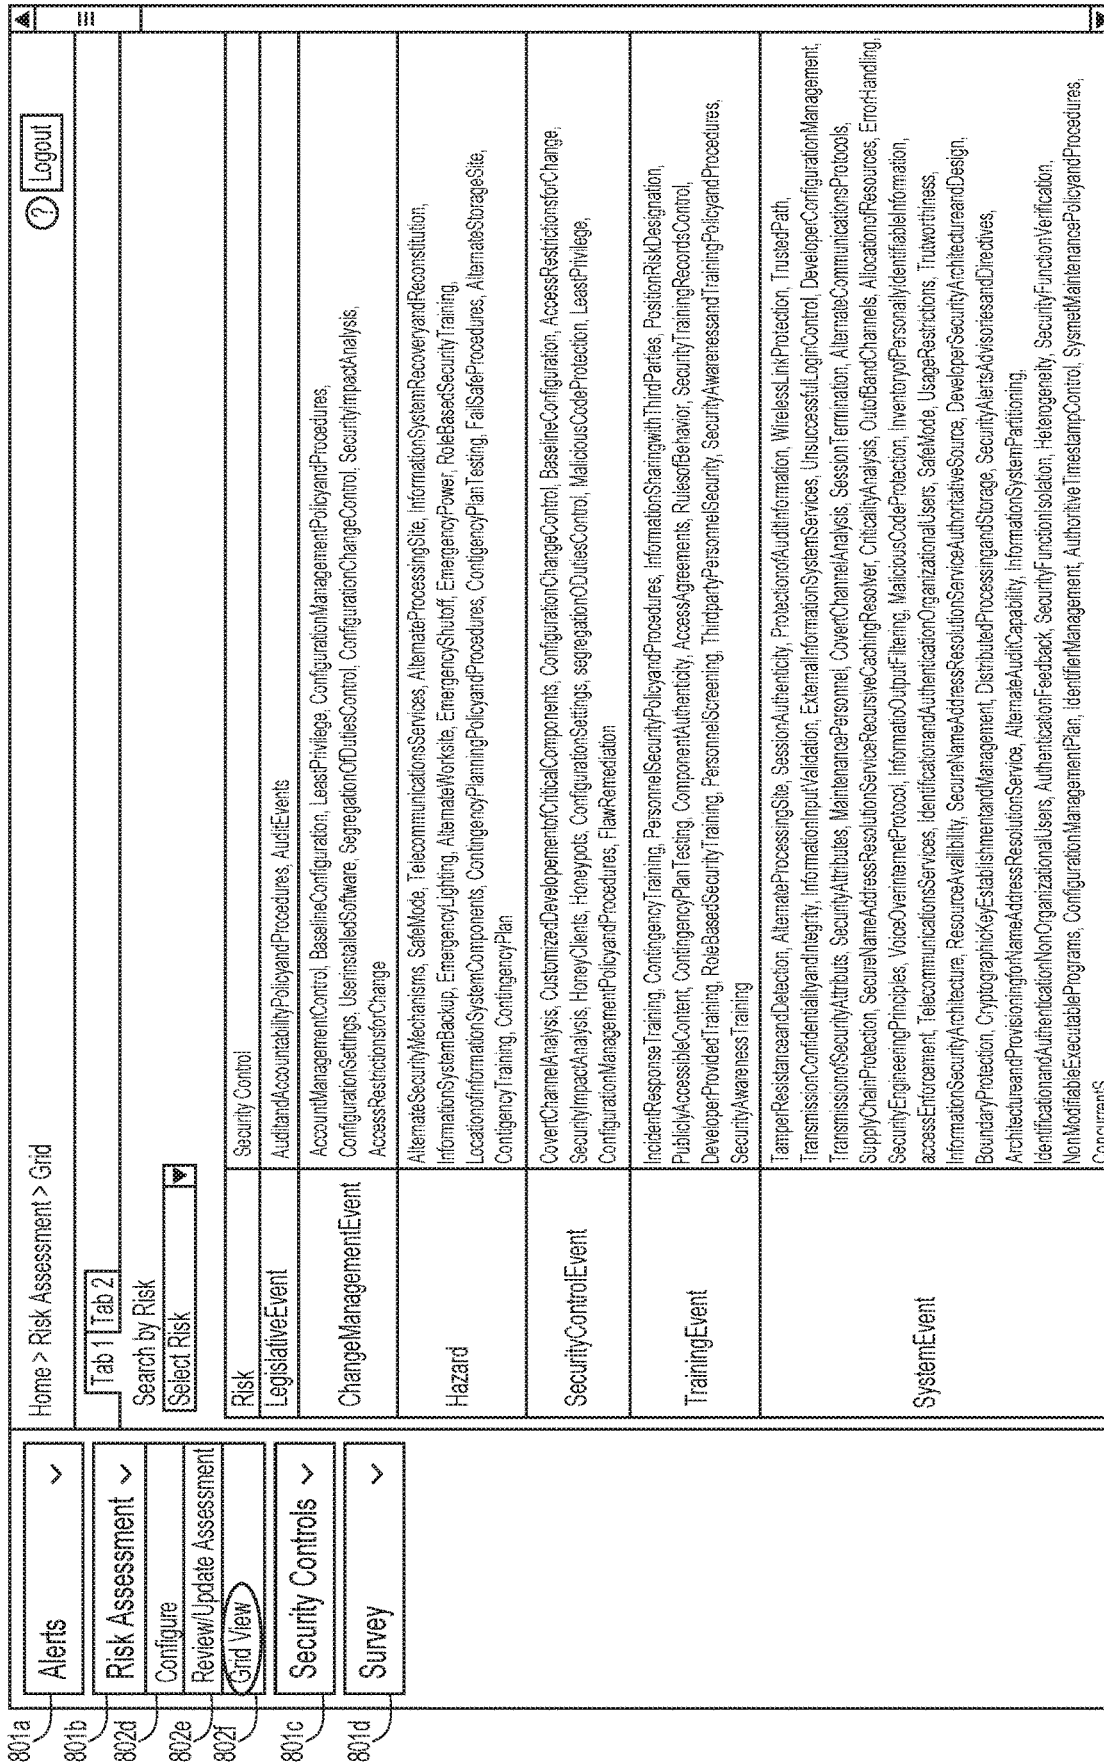 801a
Alerts
801b
Risk Assessment
802d
Configure
802e
Review/Update Assessment
802f
Grid View
801c
Security Controls
801d
Survey
Home > Risk Assessment > Grid
?
Logout
Tab 1
Tab 2
Search by Risk
Select Risk
Risk
Security Control
LegislativeEvent
AuditandAccountabilityPolicyandProcedures, AuditEvents
ChangeManagementEvent
AccountManagementControl, BaselineConfiguration, LeastPrivilege, ConfigurationManagementPolicyandProcedures,
ConfigurationSettings, UserinstalledSoftware, SegregationOfDutiesControl, ConfigurationChangeControl, SecurityImpactAnalysis,
AccessRestrictionsforChange
Hazard
AlternateSecurityMechanisms, SafeMode, TelecommunicationsServices, AlternateProcessingSite, InformationSystemRecoveryandReconstitution,
InformationSystemBackup, EmergencyLighting, AlternateWorksite, EmergencyShutoff, EmergencyPower, RoleBasedSecurityTraining,
LocationofInformationSystemComponents, ContingencyPlanningPolicyandProcedures, ContigencyPlanTesting, FailSafeProcedures, AlternateStorageSite,
ContigencyTraining, ContingencyPlan
SecurityControlEvent
CovertChannelAnalysis, CustomizedDevelopementofCriticalComponents, ConfigurationChangeControl, BaselineConfiguration, AccessRestrictionsforChange,
SecurityImpactAnalysis, HoneyClients, Honeypots, ConfigurationSettings, segregationODutiesControl, MaliciousCodeProtection, LeastPrivilege,
ConfigurationManagementPolicyandProcedures, FlawRemediation
TrainingEvent
IncidentResponseTraining, ContingencyTraining, PersonnelSecurityPolicyandProcedures, InformationSharingwithThirdParties, PositionRiskDesignation,
PubliclyAccessibleContent, ContingencyPlanTesting, ComponentAuthenticity, AccessAgreements, RulesofBehavior, SecurityTrainingRecordsControl,
DeveloperProvidedTraining, RoleBasedSecurityTraining, PersonnelScreening, ThirdpartyPersonnelSecurity, SecurityAwarenessandTrainingPolicyandProcedures,
SecurityAwarenessTraining
SystemEvent
TamperResistanceandDetection, AlternateProcessingSite, SessionAuthenticity, ProtectionofAuditInformation, WirelessLinkProtection, TrustedPath,
TransmissionConfidentialityandIntegrity, InformationInputValidation, ExternalInformationSystemServices, UnsuccessfulLoginControl, DeveloperConfigurationManagement,
TransmissionofSecurityAttributs, SecurityAttributes, MaintenancePersonnel, CovertChannelAnalysis, SessionTermination, AlternateCommunicationsProtocols,
SupplyChainProtection, SecureNameAddressResolutionServiceRecursiveCachingResolver, CriticalityAnalysis, OutofBandChannels, AllocationofResources, ErrorHandling,
SecurityEngineeringPrinciples, VoiceOverinternetProtocol, InformatioOutputFiltering, MaliciousCodeProtection, InventoryofPersonallyIdentifiableInformation,
accessEnforcement, TelecommunicationsServices, IdentificationandAuthenticationOrganizationalUsers, SafeMode, UsageRestrictions, Trutworthiness,
InformationSecurityArchitecture, ResourceAvailibility, SecureNameAddressResolutionServiceAuthoritativeSource, DeveloperSecurityArchitectureandDesign,
BoundaryProtection, CryptographicKeyEstablishmentandManagement, DistributedProcessingandStorage, SecurityAlertsAdvisoriesandDirectives,
ArchitectureandProvisioningforNameAddressResolutionService, AlternateAuditCapability, InformationSystemPartitioning,
IdentificationandAuthenticationNonOrganizationalUsers, AuthenticationFeedback, SecurityFunctionIsolation, Heterogeneity, SecurityFunctionVerification,
NonModifiableExecutablePrograms, ConfigurationManagementPlan, IdentifierManagement, AuthoritiveTimestampControl, SysmetMaintenancePolicyandProcedures,
ConcurrentS